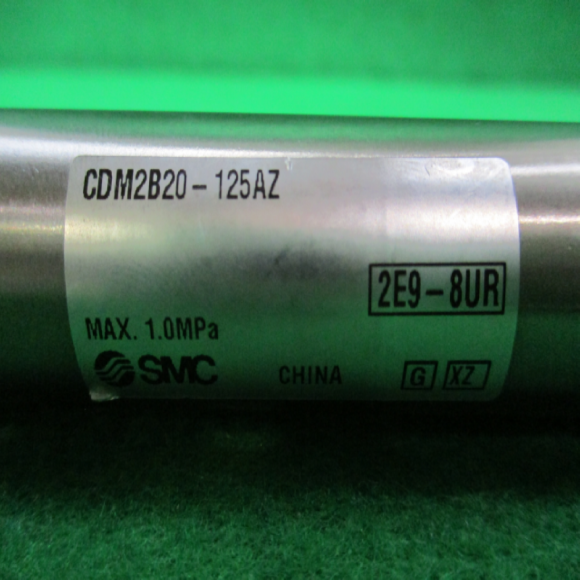 CDM2B20-125AZ
2E9-8UR
MAX. 1.0MPa
SMC CHINA G XZ